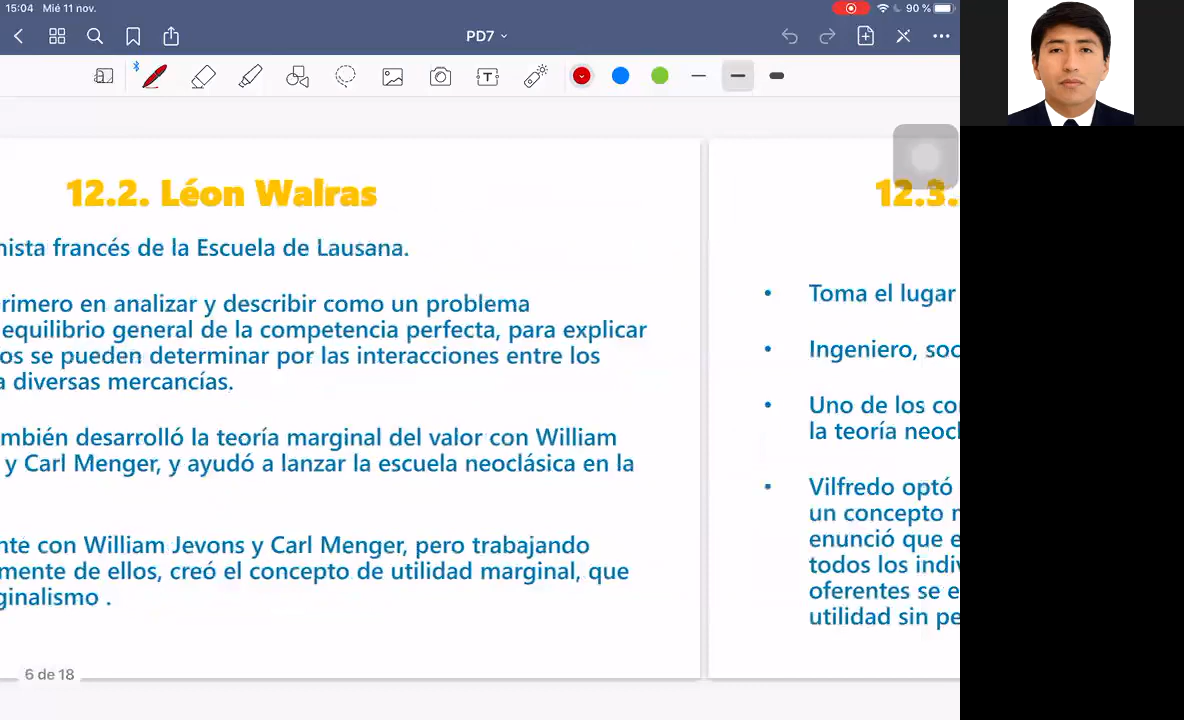 15:04 Mié 11 nov.
90 %
PD7
T
12.2. Léon Walras
nista francés de la Escuela de Lausana.
rimero en analizar y describir como un problema
equilibrio general de la competencia perfecta, para explicar
os se pueden determinar por las interacciones entre los
a diversas mercancías.
mbién desarrolló la teoría marginal del valor con William
y Carl Menger, y ayudó a lanzar la escuela neoclásica en la
nte con William Jevons y Carl Menger, pero trabajando
mente de ellos, creó el concepto de utilidad marginal, que
ginalismo .
6 de 18
12.3.
• Toma el lugar
• Ingeniero, soc
• Uno de los co
la teoría neocl
• Vilfredo optó
un concepto
enunció que e
todos los indiv
oferentes se e
utilidad sin pe